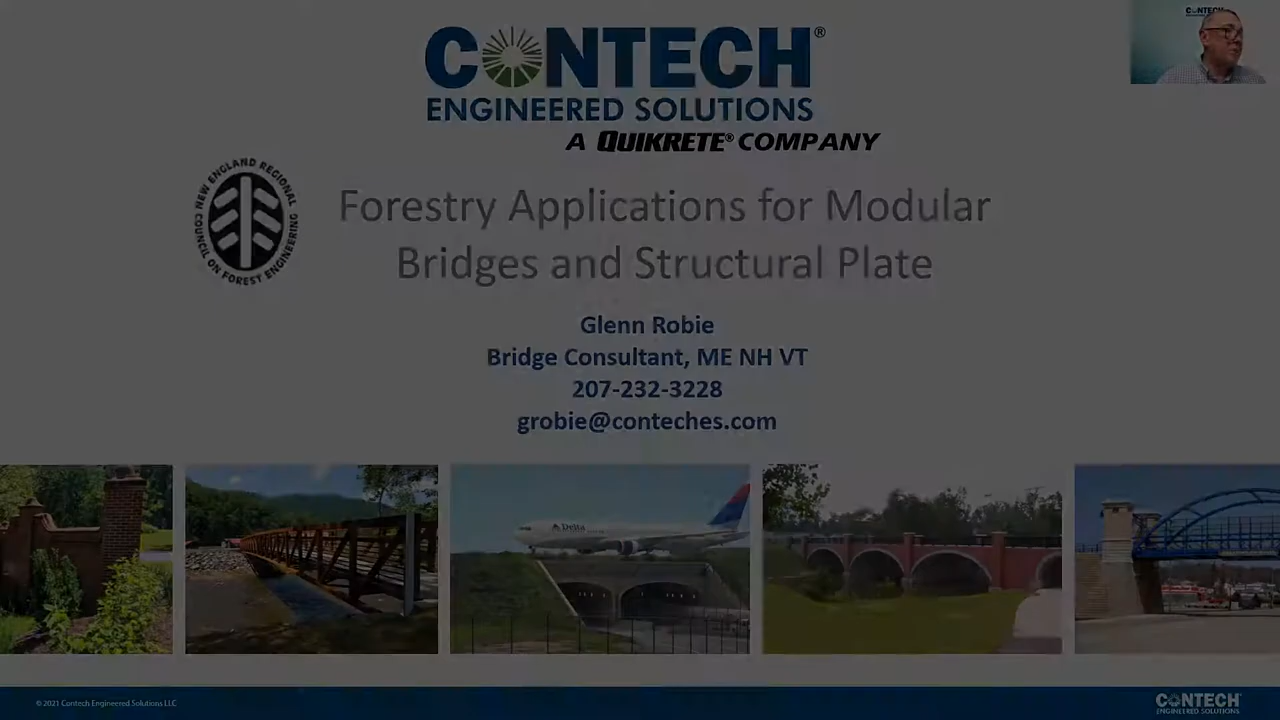 CONTECH
CONTECH®
ENGINEERED SOLUTIONS
A QUIKRETE® COMPANY
NEW ENGLAND REGIONAL
COUNCIL ON FOREST ENGINEERING
Forestry Applications for Modular
Bridges and Structural Plate
Glenn Robie
Bridge Consultant, ME NH VT
207-232-3228
grobie@conteches.com
Delta
© 2021 Contech Engineered Solutions LLC
CONTECH
ENGINEERED SOLUTIONS